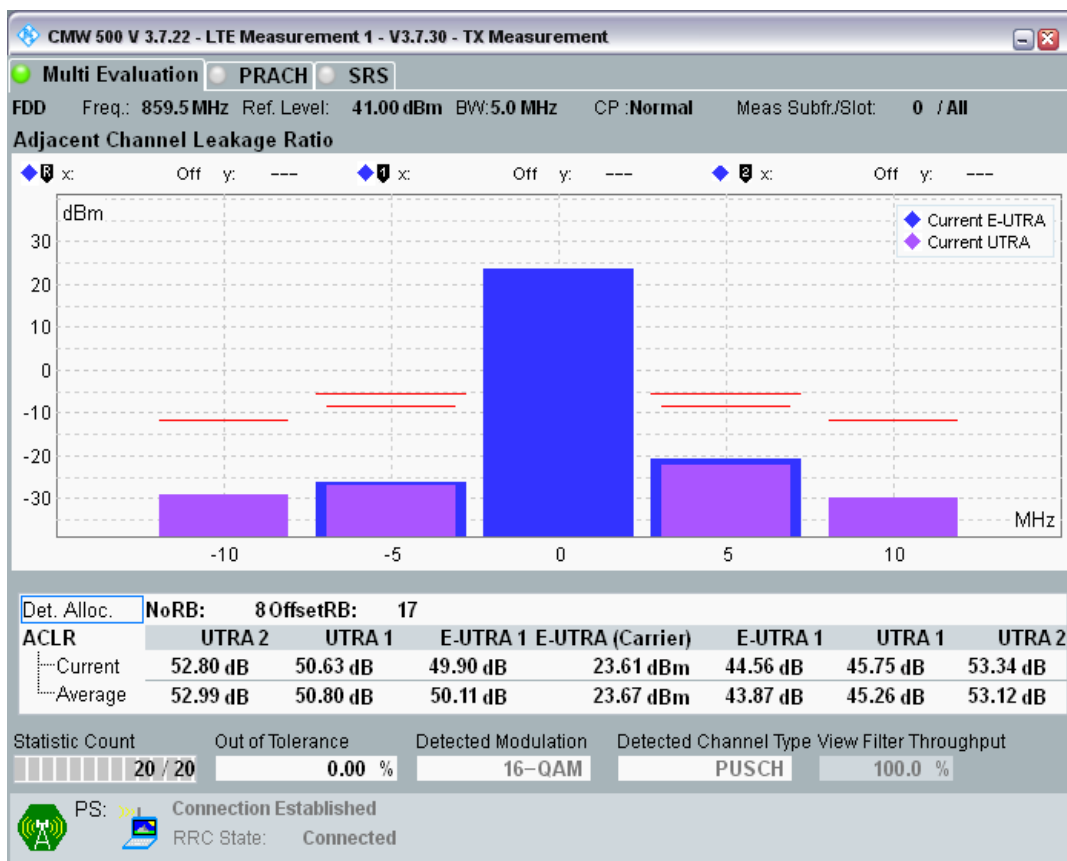 CMW 500 V 3.7.22 - LTE Measurement 1 - V3.7.30 - TX Measurement
Multi Evaluation PRACH SRS
FDD Freq.: 859.5 MHz Ref. Level: 41.00 dBm BW:5.0 MHz CP :Normal Meas Subfr./Slot: 0 / All
Adjacent Channel Leakage Ratio
R x: Off y: --- 1 x: Off y: --- 2 x: Off y: ---
dBm
Current E-UTRA
Current UTRA
30
20
10
0
-10
-20
-30
MHz
-10 -5 0 5 10
Det. Alloc. NoRB: 8 OffsetRB: 17
ACLR UTRA 2 UTRA 1 E-UTRA 1 E-UTRA (Carrier) E-UTRA 1 UTRA 1 UTRA 2
Current 52.80 dB 50.63 dB 49.90 dB 23.61 dBm 44.56 dB 45.75 dB 53.34 dB
Average 52.99 dB 50.80 dB 50.11 dB 23.67 dBm 43.87 dB 45.26 dB 53.12 dB
Statistic Count Out of Tolerance Detected Modulation Detected Channel Type View Filter Throughput
20 / 20 0.00 % 16-QAM PUSCH 100.0 %
PS: Connection Established
RRC State: Connected